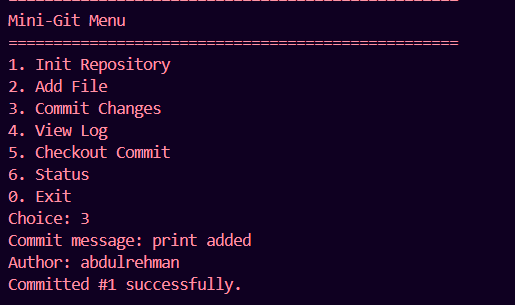 ==================================================
Mini-Git Menu
==================================================
1. Init Repository
2. Add File
3. Commit Changes
4. View Log
5. Checkout Commit
6. Status
0. Exit
Choice: 3
Commit message: print added
Author: abdulrehman
Committed #1 successfully.